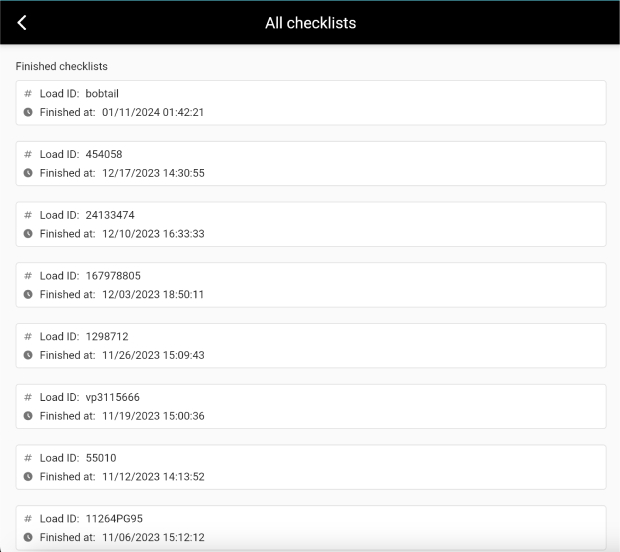 All checklists
Finished checklists
# Load ID: bobtail
Finished at: 01/11/2024 01:42:21
# Load ID: 454058
Finished at: 12/17/2023 14:30:55
# Load ID: 24133474
Finished at: 12/10/2023 16:33:33
# Load ID: 167978805
Finished at: 12/03/2023 18:50:11
# Load ID: 1298712
Finished at: 11/26/2023 15:09:43
# Load ID: vp3115666
Finished at: 11/19/2023 15:00:36
# Load ID: 55010
Finished at: 11/12/2023 14:13:52
# Load ID: 11264PG95
Finished at: 11/06/2023 15:12:12